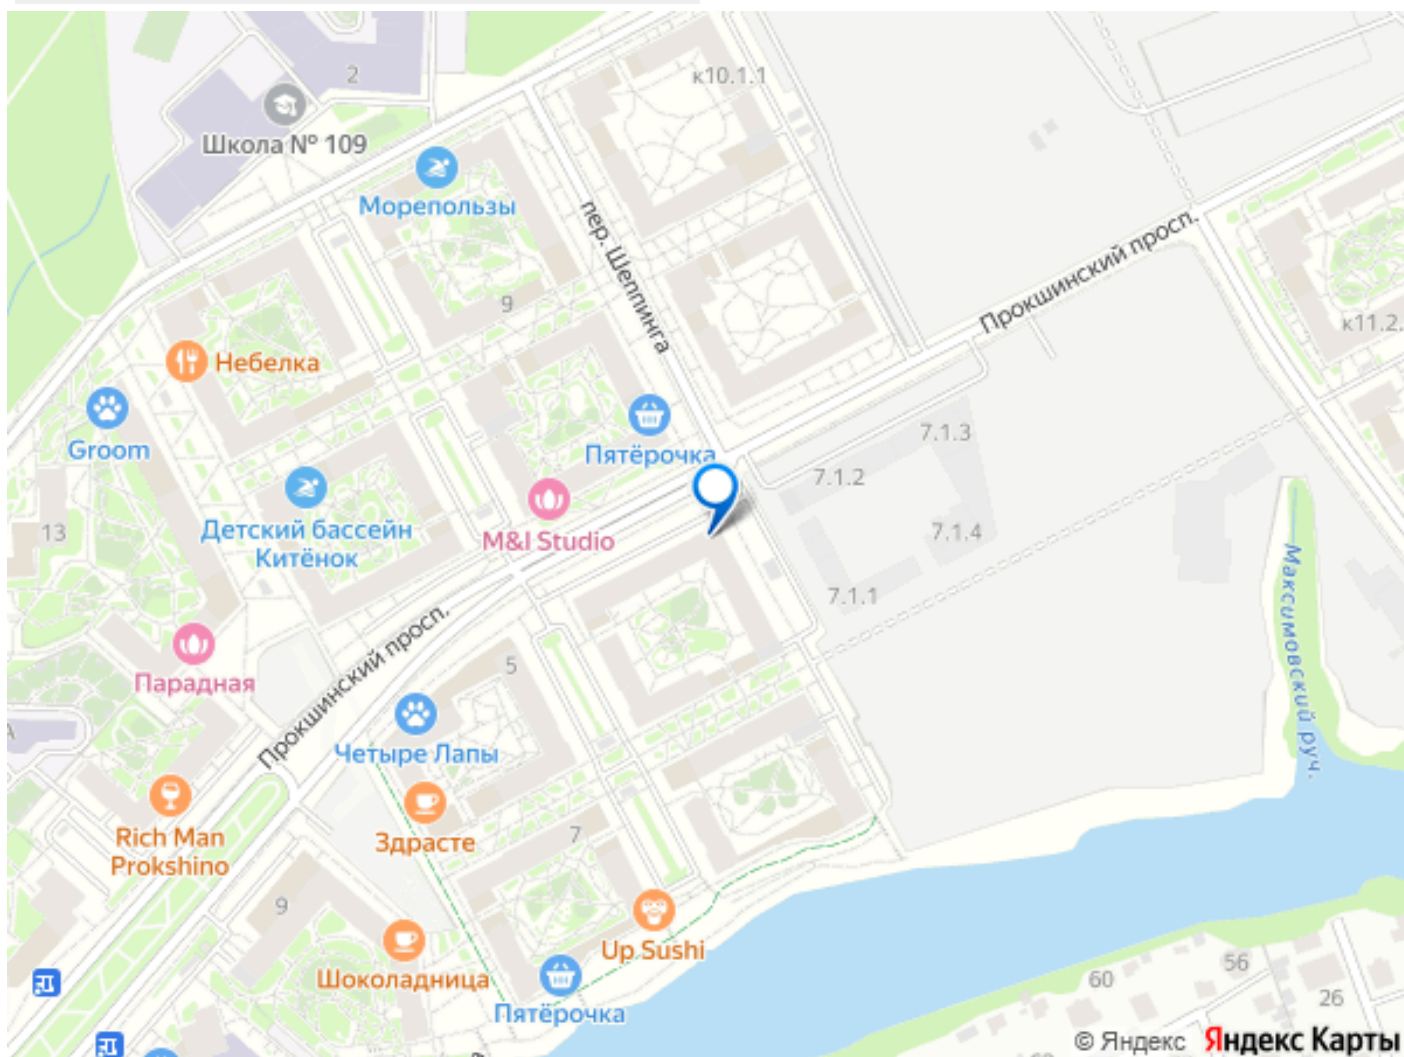 к10.1.1
2
Школа № 109
Морепользы
пер. Шеппинга
Прокшинский просп.
9
к11.2.
Небелка
Groom
Пятёрочка
7.1.3
7.1.2
Детский бассейн
Китёнок
M&I Studio
13
7.1.4
7.1.1
Максимовский руч.
Парадная
Прокшинский просп.
5
Четыре Лапы
Rich Man
Prokshino
Здрасте
7
9
Up Sushi
Шоколадница
Пятёрочка
60
56
26
© Яндекс Яндекс Карты